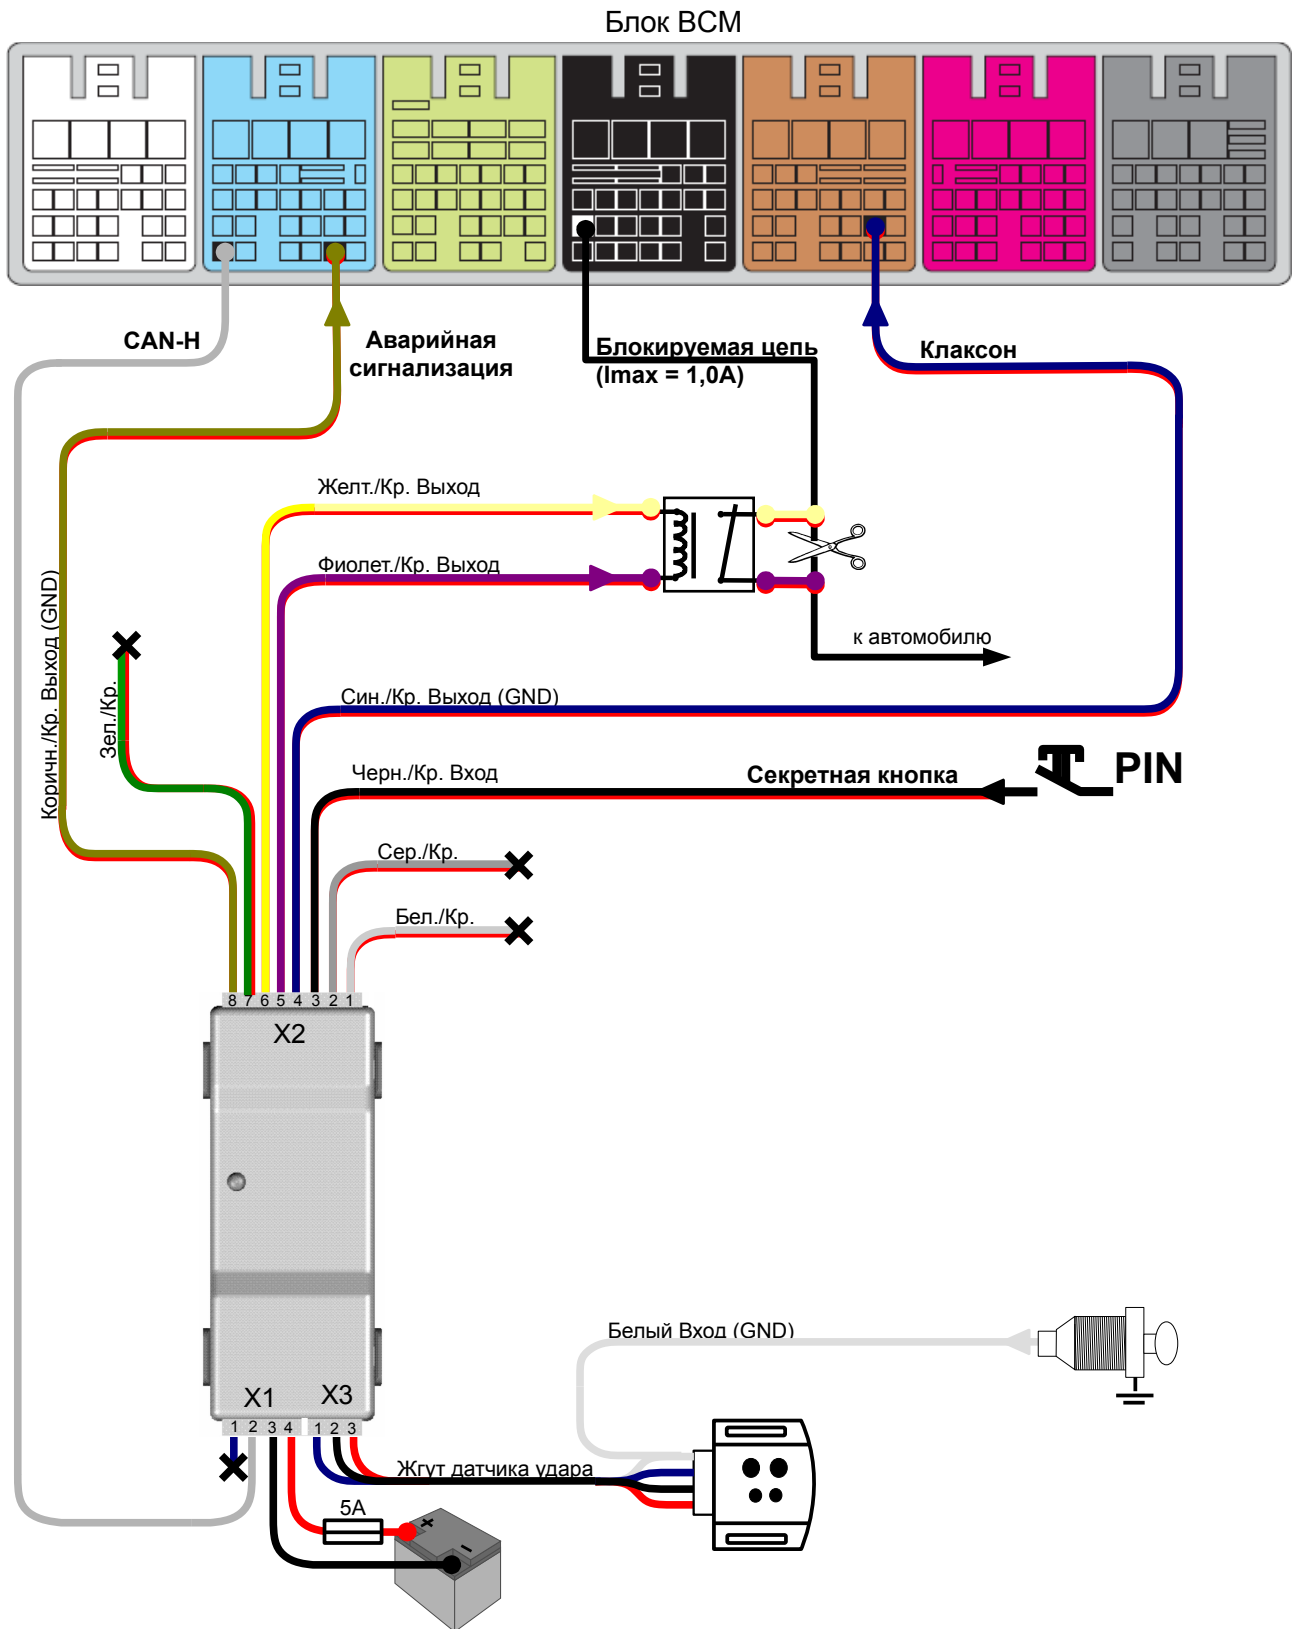 Блок BCM
CAN-H
Аварийная
сигнализация
Блокируемая цепь
(Imax = 1,0А)
Клаксон
Желт./Кр. Выход
Фиолет./Кр. Выход
к автомобилю
Коричн./Кр. Выход (GND)
Зел./Кр.
Син./Кр. Выход (GND)
Черн./Кр. Вход
Секретная кнопка
PIN
Сер./Кр.
Бел./Кр.
8 7 6 5 4 3 2 1
X2
Белый Вход (GND)
X1
X3
1 2 3 4 1 2 3
Жгут датчика удара
5А
+
-